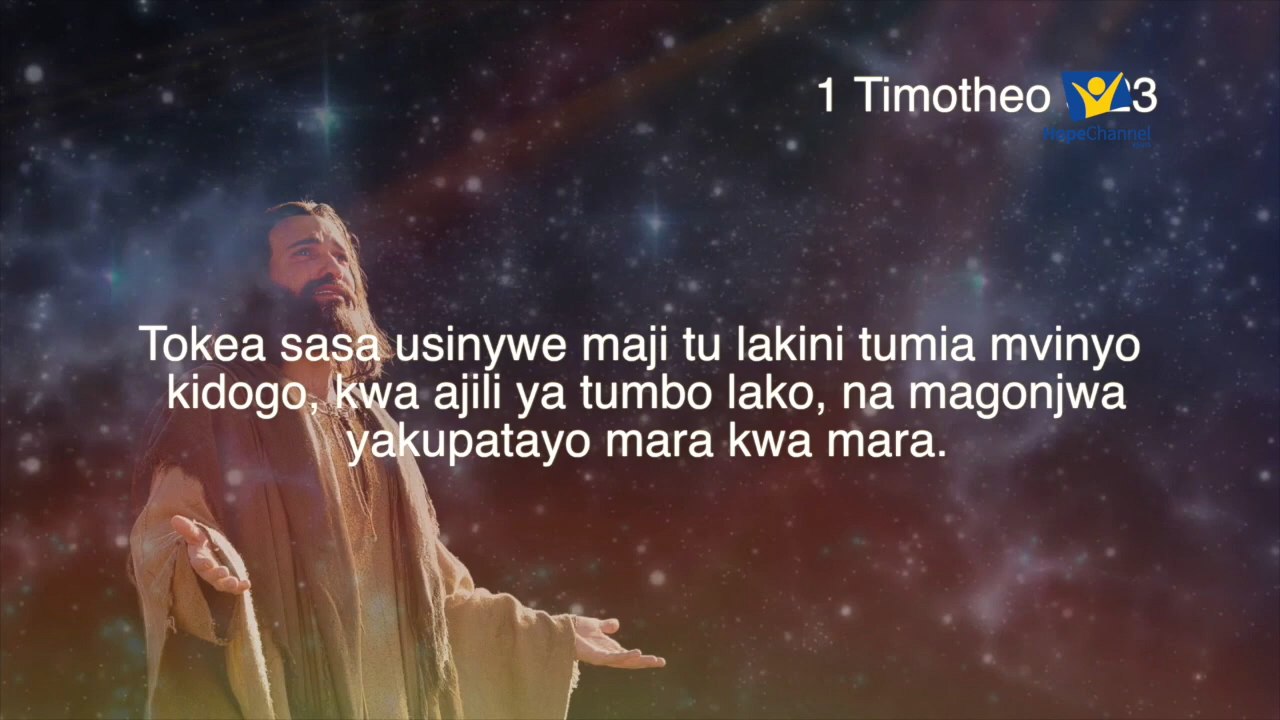 1 Timotheo 3
HopeChannel
Tokea sasa usinywe maji tu lakini tumia mvinyo
kidogo, kwa ajili ya tumbo lako, na magonjwa
yakupatayo mara kwa mara.